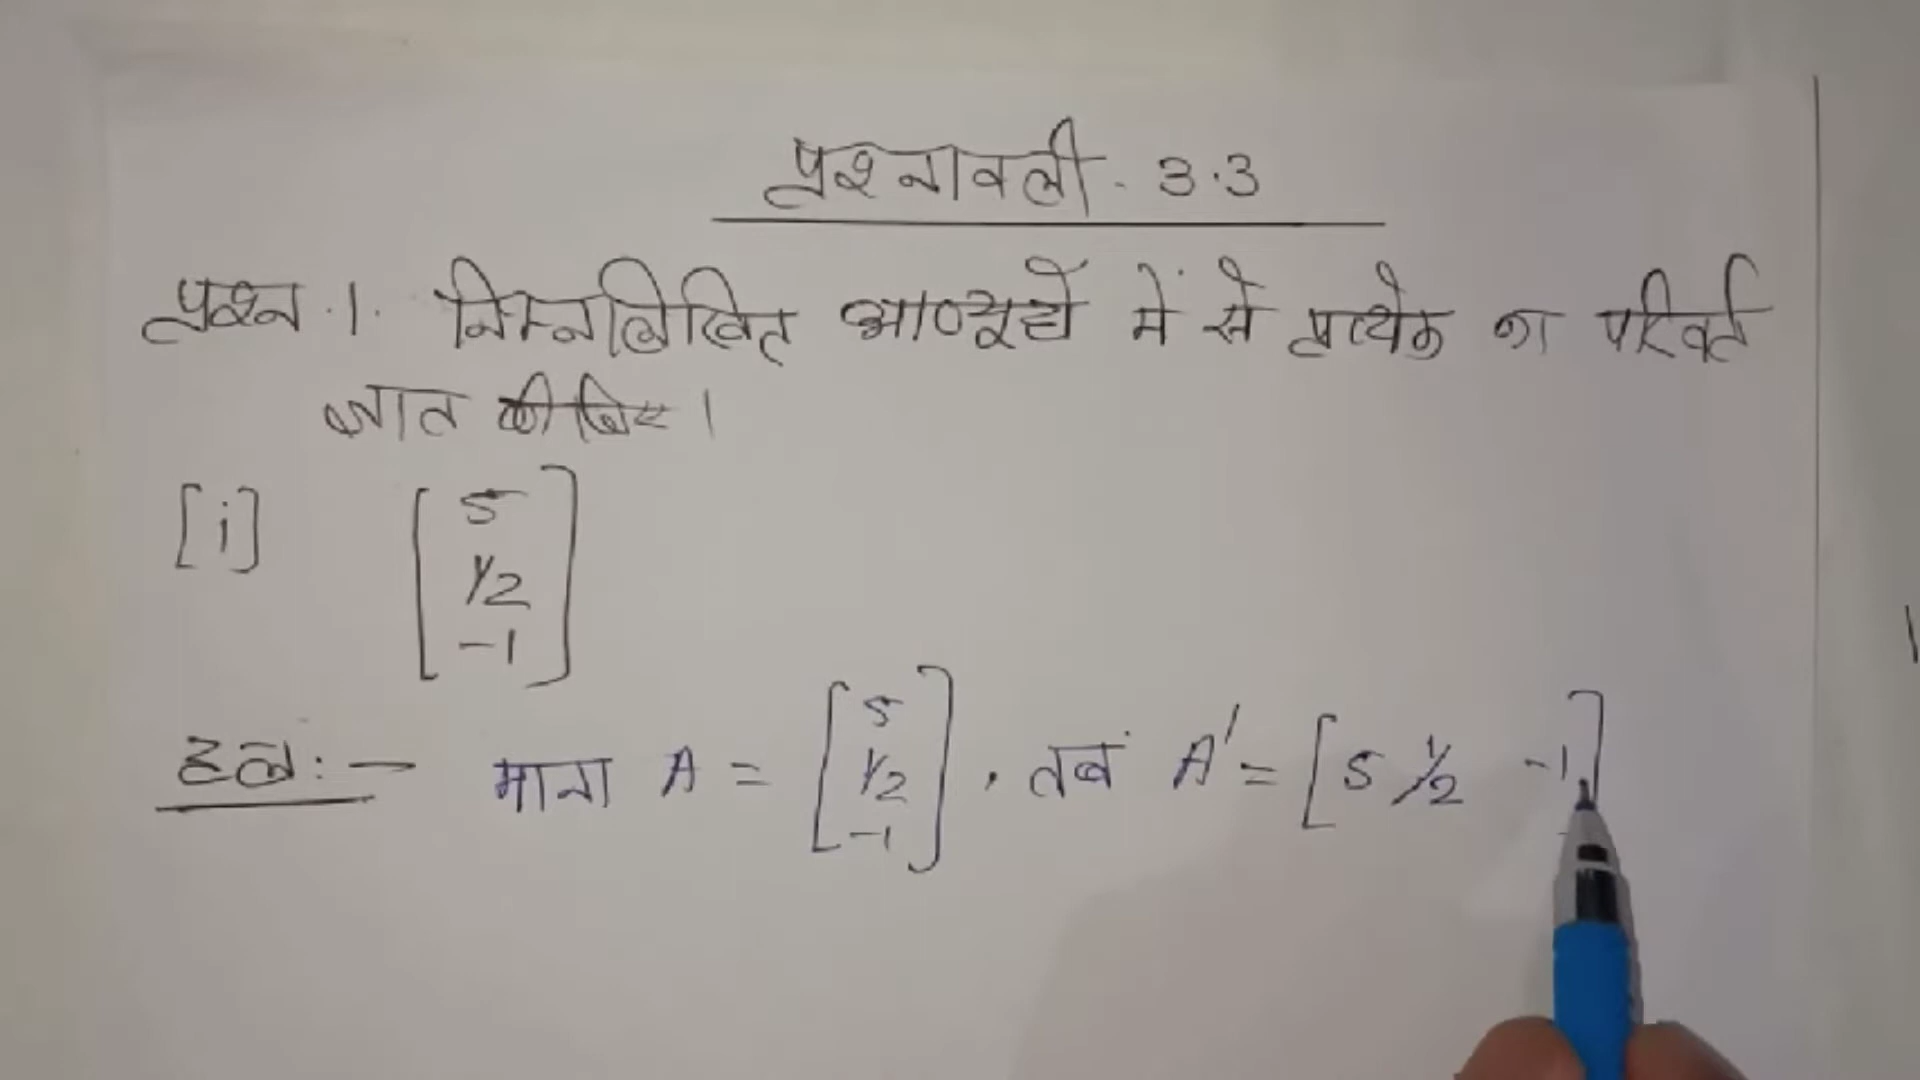 प्रश्नावली - 3.3
प्रश्न .1. निम्नलिखित आव्यूहों में से प्रत्येक का परिवर्त
ज्ञात कीजिए ।
[i] [5 1/2 -1]
हल:- माना A = [5 1/2 -1] , तब A' = [5 1/2 -1]